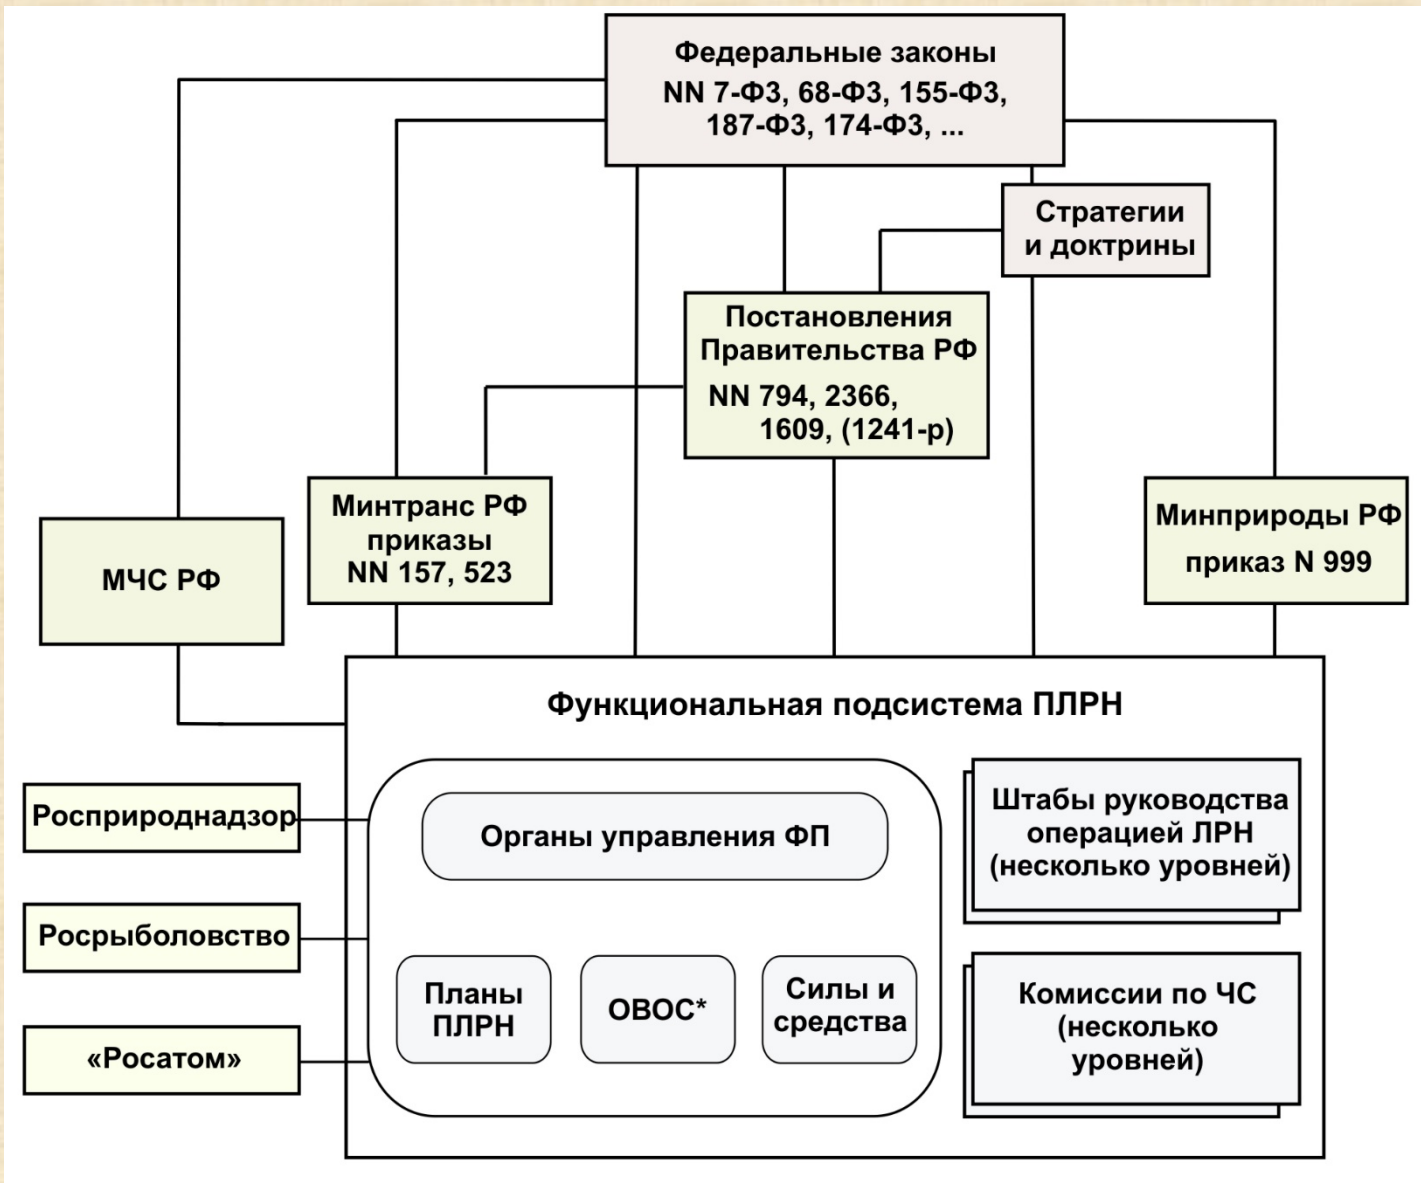 Федеральные законы
NN 7-ФЗ, 68-ФЗ, 155-ФЗ,
187-ФЗ, 174-ФЗ, ...
Стратегии
и доктрины
Постановления
Правительства РФ
NN 794, 2366,
1609, (1241-р)
Минтранс РФ
приказы
NN 157, 523
Минприроды РФ
приказ N 999
МЧС РФ
Функциональная подсистема ПЛРН
Росприроднадзор
Росрыболовство
«Росатом»
Органы управления ФП
Планы
ПЛРН
ОВОС*
Силы и
средства
Штабы руководства
операцией ЛРН
(несколько уровней)
Комиссии по ЧС
(несколько
уровней)